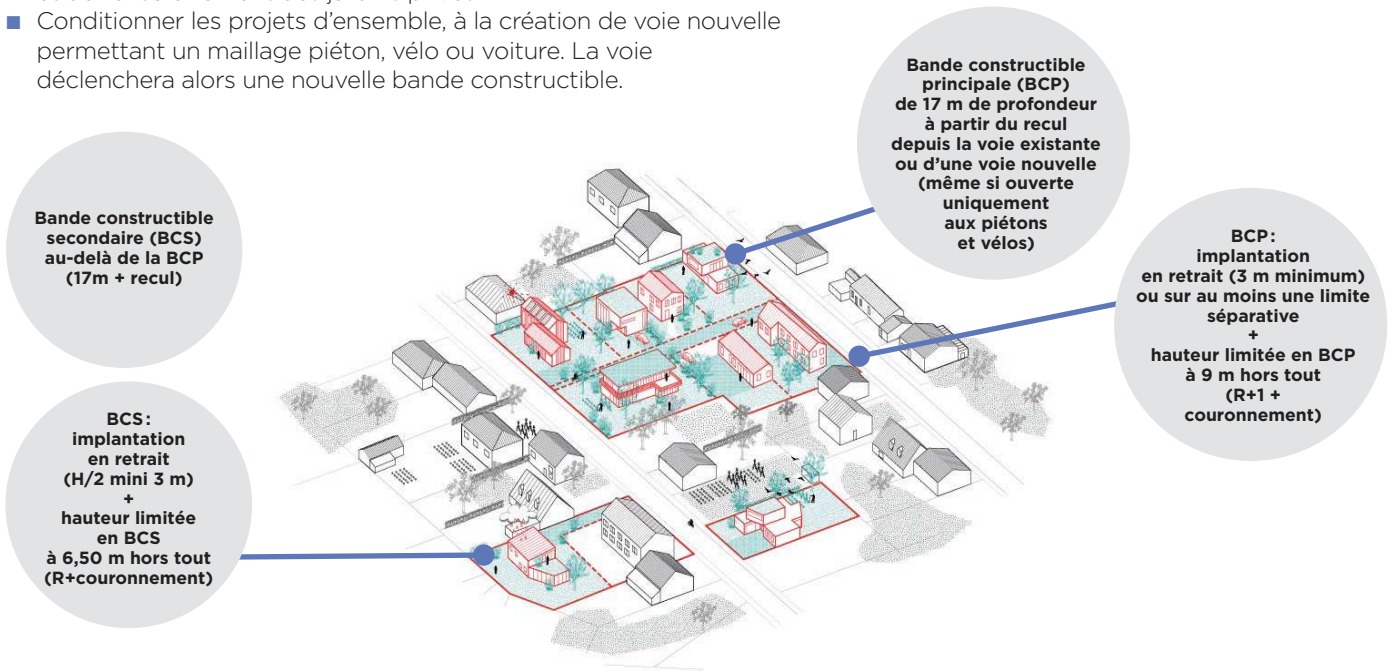 ■ Conditionner les projets d’ensemble, à la création de voie nouvelle
permettant un maillage piéton, vélo ou voiture. La voie
déclenchera alors une nouvelle bande constructible.
Bande constructible
principale (BCP)
de 17 m de profondeur
à partir du recul
depuis la voie existante
ou d’une voie nouvelle
(même si ouverte
uniquement
aux piétons
et vélos)
Bande constructible
secondaire (BCS)
au-delà de la BCP
(17m + recul)
BCP :
implantation
en retrait (3 m minimum)
ou sur au moins une limite
séparative
+
hauteur limitée en BCP
à 9 m hors tout
(R+1 +
couronnement)
BCS :
implantation
en retrait
(H/2 mini 3 m)
+
hauteur limitée
en BCS
à 6,50 m hors tout
(R+couronnement)